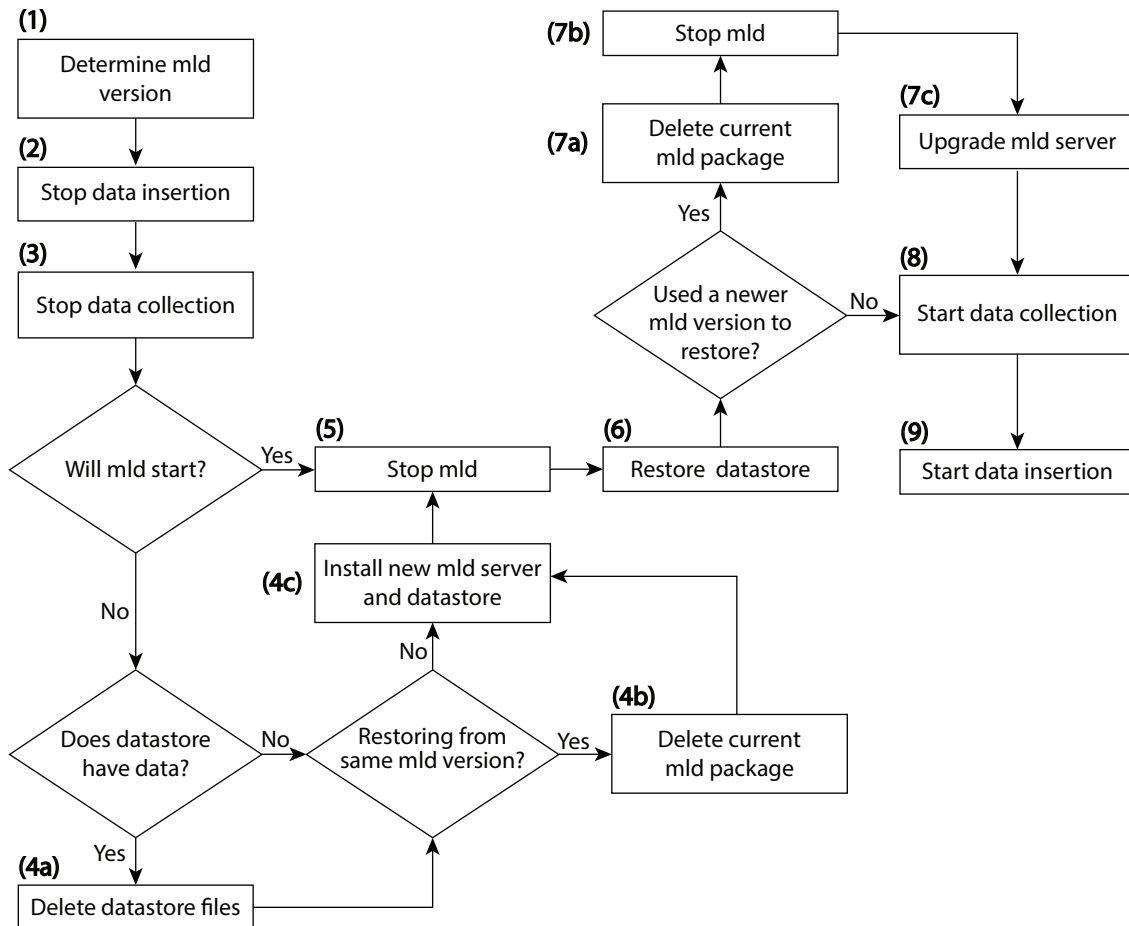 (1)
Determine mld
version
(2)
Stop data insertion
(3)
Stop data collection
Will mld start?
Yes
No
Does datastore
have data?
No
Yes
(4a)
Delete datastore files
Restoring from
same mld version?
No
Yes
(4b)
Delete current
mld package
(4c)
Install new mld server
and datastore
(5)
Stop mld
(6)
Restore datastore
Used a newer
mld version to
restore?
Yes
No
(7a)
Delete current
mld package
(7b)
Stop mld
(7c)
Upgrade mld server
(8)
Start data collection
(9)
Start data insertion